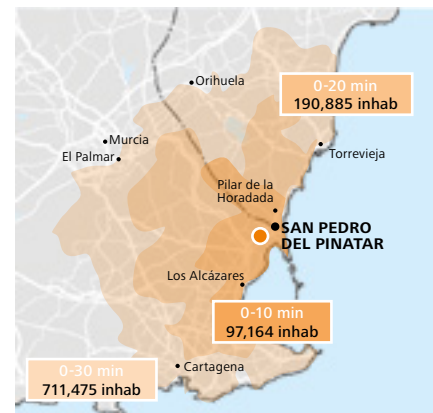 Orihuela
0-20 min
190,885 inhab
Murcia
El Palmar
Torrevieja
Pilar de la
Horadada
SAN PEDRO
DEL PINATAR
Los Alcázares
0-10 min
97,164 inhab
0-30 min
711,475 inhab
Cartagena